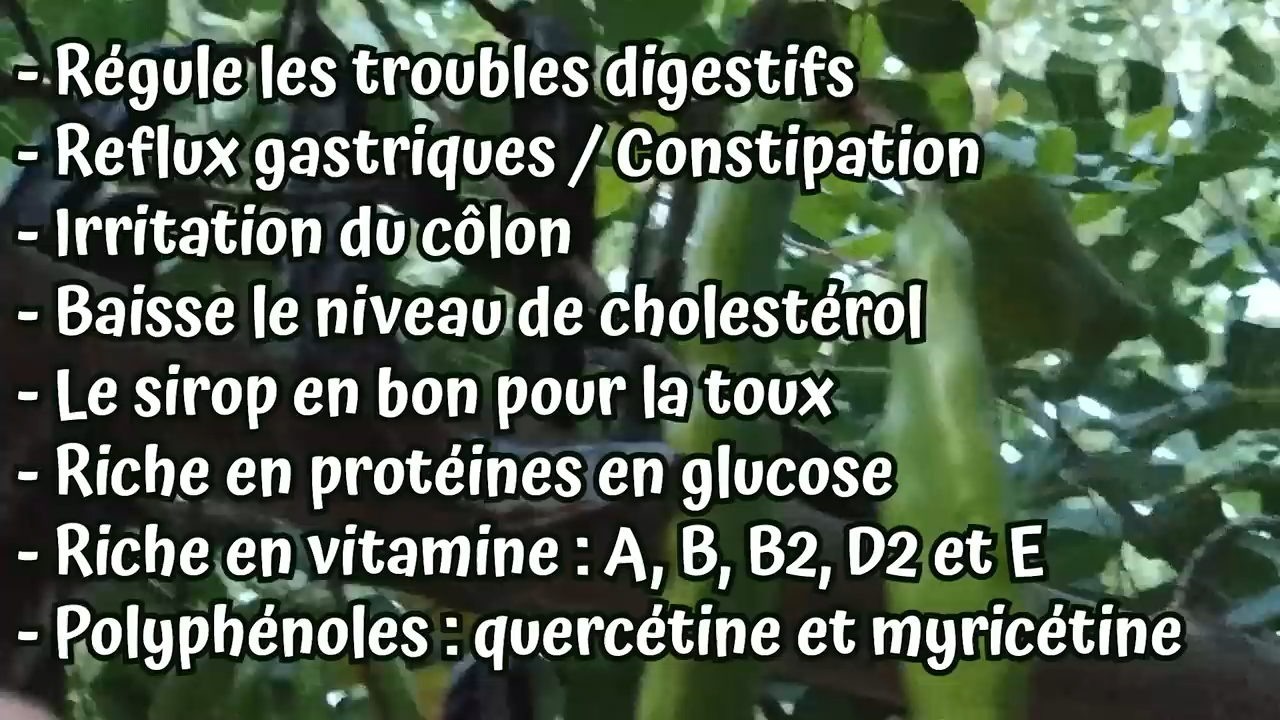 - Régule les troubles digestifs
- Reflux gastriques / Constipation
- Irritation du côlon
- Baisse le niveau de cholestérol
- Le sirop en bon pour la toux
- Riche en protéines en glucose
- Riche en vitamine : A, B, B2, D2 et E
- Polyphénoles : quercétine et myricétine